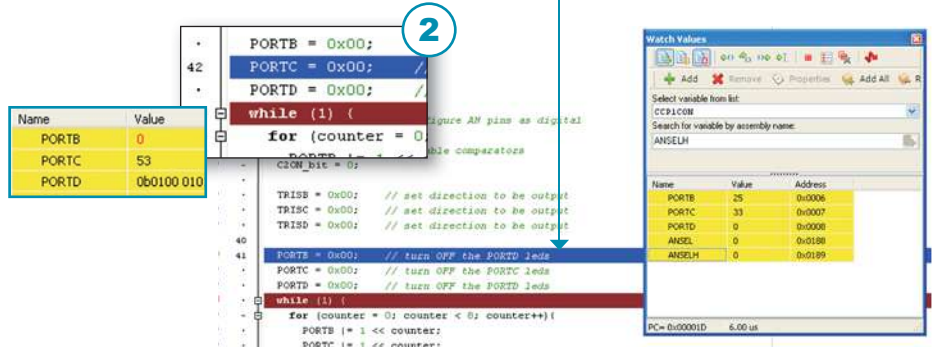 2
PORTB = 0x00;
42
PORTC = 0x00; /
PORTD = 0x00; /
while (1) {
for (counter = 0
Name Value
PORTB 0
PORTC 53
PORTD 0b0100 010
figure AN pins as digital
ble comparators
C2ON_bit = 0;
TRISB = 0x00; // set direction to be output
TRISC = 0x00; // set direction to be output
TRISD = 0x00; // set direction to be output
40
41
PORTB = 0x00; // turn OFF the PORTD leds
PORTC = 0x00; // turn OFF the PORTC leds
PORTD = 0x00; // turn OFF the PORTD leds
while (1) {
for (counter = 0; counter < 8; counter++){
PORTB |= 1 << counter;
PORTC |= 1 << counter;
Watch Values
Add Remove Properties Add All R
Select variable from list:
CCP1CON
Search for variable by assembly name:
ANSELH
Name Value Address
PORTB 25 0x0006
PORTC 33 0x0007
PORTD 0 0x0008
ANSEL 0 0x0188
ANSELH 0 0x0189
PC= 0x00001D 6.00 us